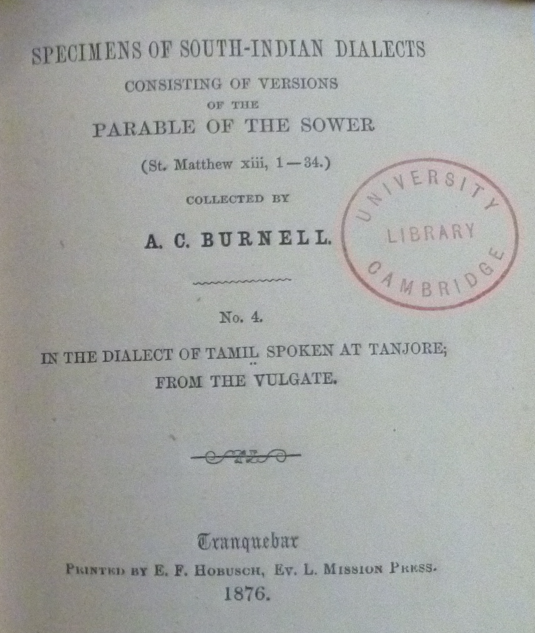 SPECIMENS OF SOUTH-INDIAN DIALECTS
CONSISTING OF VERSIONS
OF THE
PARABLE OF THE SOWER
(St. Matthew xiii, 1—34.)
COLLECTED BY
A. C. BURNELL.
UNIVERSITY
LIBRARY
CAMBRIDGE
No. 4.
IN THE DIALECT OF TAMIL SPOKEN AT TANJORE;
FROM THE VULGATE.
Tranquebar
PRINTED BY E. F. HOBUSCH, EV. L. MISSION PRESS.
1876.